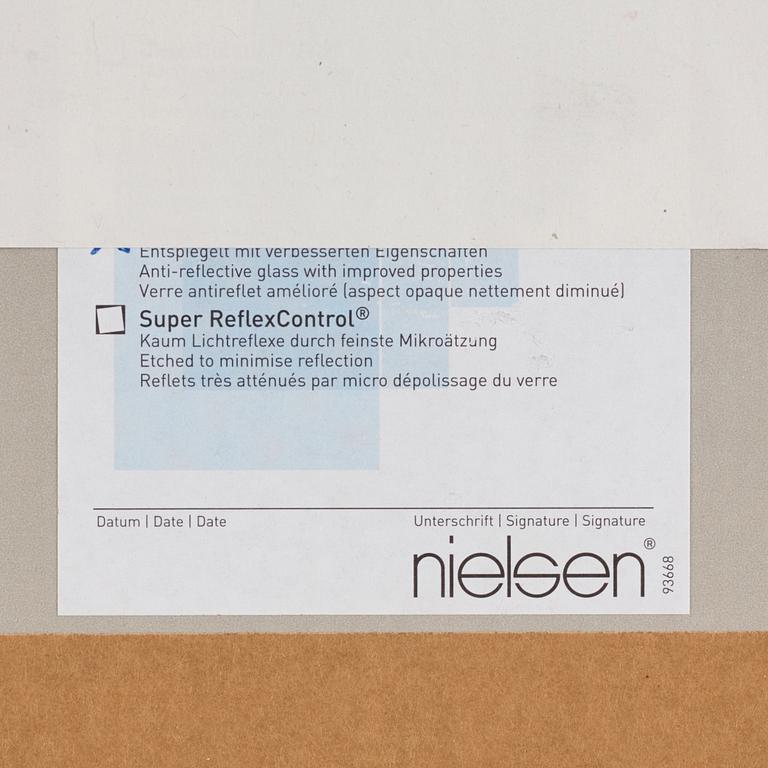 Entspiegelt mit verbesserten Eigenschaften
Anti-reflective glass with improved properties
Verre antireflet amélioré (aspect opaque nettement diminué)
Super ReflexControl®
Kaum Lichtreflexe durch feinste Mikroätzung
Etched to minimise reflection
Reflets très atténués par micro dépolissage du verre
Datum | Date | Date
Unterschrift | Signature | Signature
nielsen®
93668